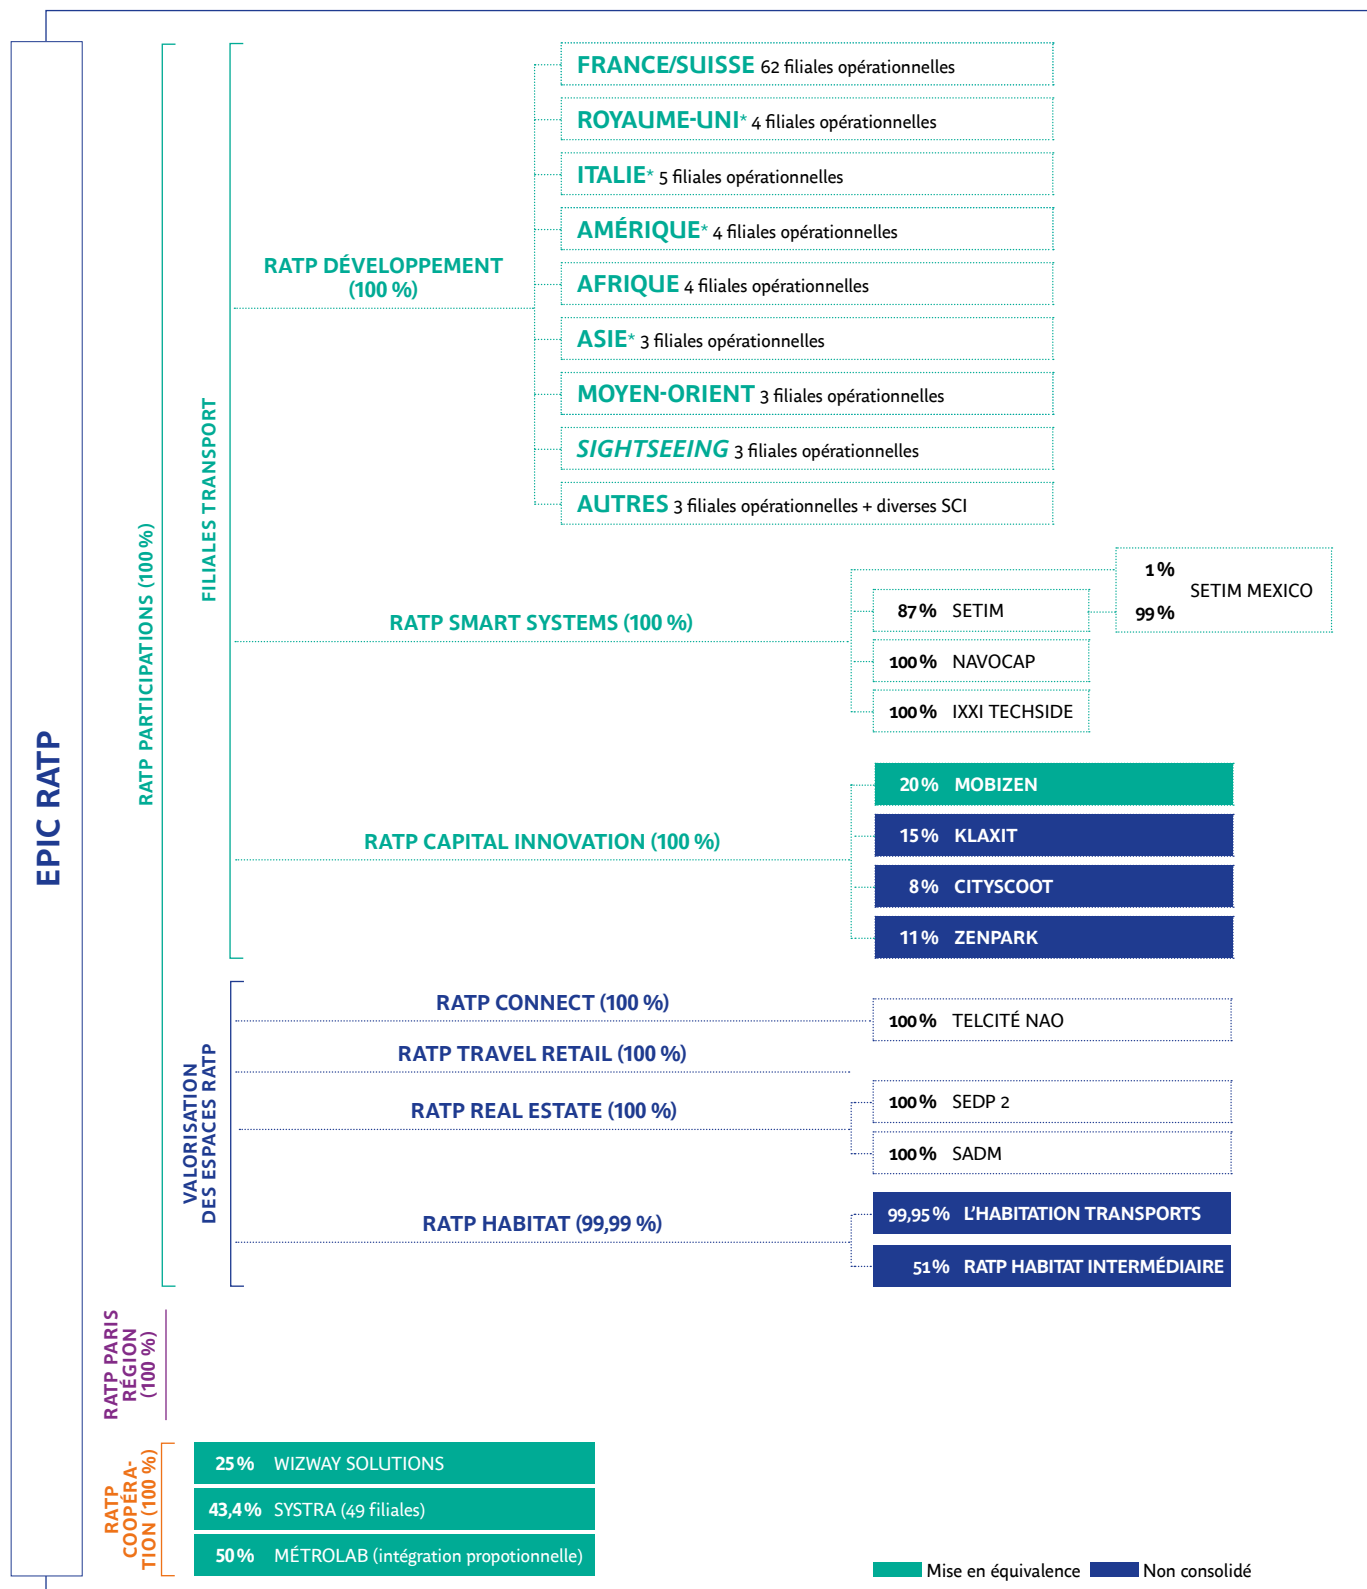 EPIC RATP
RATP PARTICIPATIONS (100 %)
FILIALES TRANSPORT
RATP DÉVELOPPEMENT
(100 %)
FRANCE/SUISSE 62 filiales opérationnelles
ROYAUME-UNI* 4 filiales opérationnelles
ITALIE* 5 filiales opérationnelles
AMÉRIQUE* 4 filiales opérationnelles
AFRIQUE 4 filiales opérationnelles
ASIE* 3 filiales opérationnelles
MOYEN-ORIENT 3 filiales opérationnelles
SIGHTSEEING 3 filiales opérationnelles
AUTRES 3 filiales opérationnelles + diverses SCI
RATP SMART SYSTEMS (100 %)
87 % SETIM
1 %
SETIM MEXICO
99 %
100 % NAVOCAP
100 % IXXI TECHSIDE
RATP CAPITAL INNOVATION (100 %)
20 % MOBIZEN
15 % KLAXIT
8 % CITYSCOOT
11 % ZENPARK
VALORISATION
DES ESPACES RATP
RATP CONNECT (100 %)
100 % TELCITÉ NAO
RATP TRAVEL RETAIL (100 %)
RATP REAL ESTATE (100 %)
100 % SEDP 2
100 % SADM
RATP HABITAT (99,99 %)
99,95 % L'HABITATION TRANSPORTS
51 % RATP HABITAT INTERMÉDIAIRE
RATP PARIS
RÉGION
(100 %)
RATP
COOPÉRA-
TION (100 %)
25 % WIZWAY SOLUTIONS
43,4 % SYSTRA (49 filiales)
50 % MÉTROLAB (intégration propotionnelle)
Mise en équivalence Non consolidé